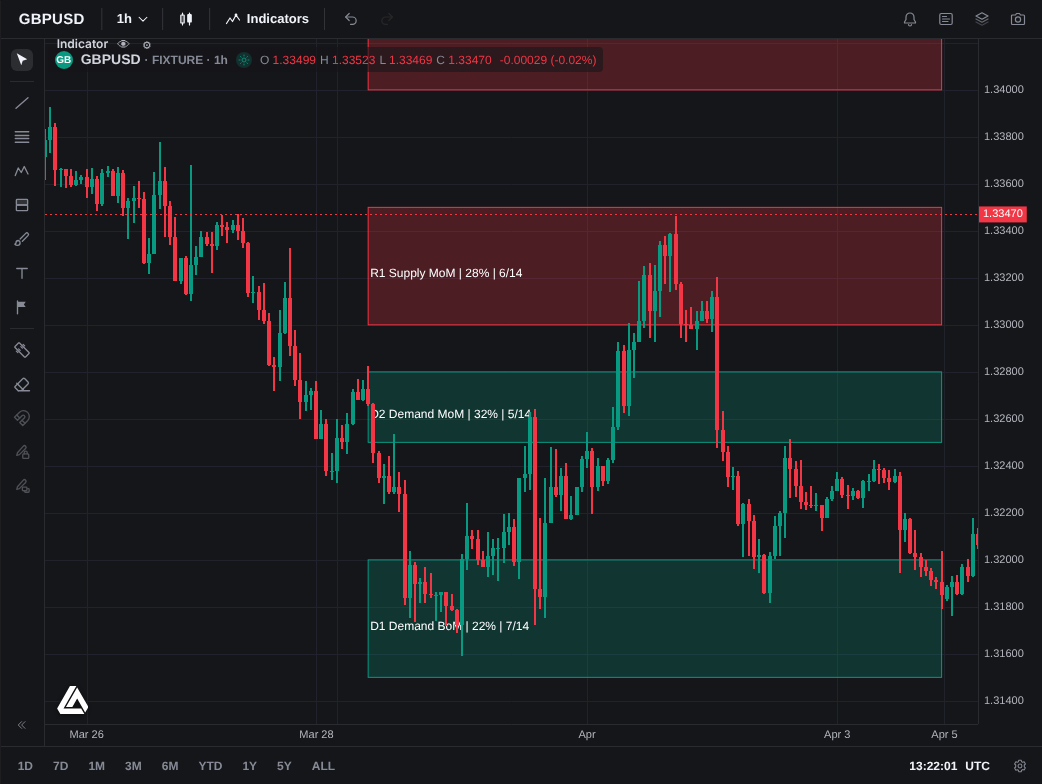 GBPUSD 1h Indicators
Indicator
GB GBPUSD · FIXTURE · 1h O 1.33499 H 1.33523 L 1.33469 C 1.33470 -0.00029 (-0.02%)
1.34000
1.33800
1.33600
1.33470
1.33400
R1 Supply MoM | 28% | 6/14
1.33200
1.33000
1.32800
D2 Demand MoM | 32% | 5/14
1.32600
1.32400
1.32200
1.32000
1.31800
D1 Demand BoM | 22% | 7/14
1.31600
1.31400
Mar 26 Mar 28 Apr Apr 3 Apr 5
1D 7D 1M 3M 6M YTD 1Y 5Y ALL 13:22:01 UTC